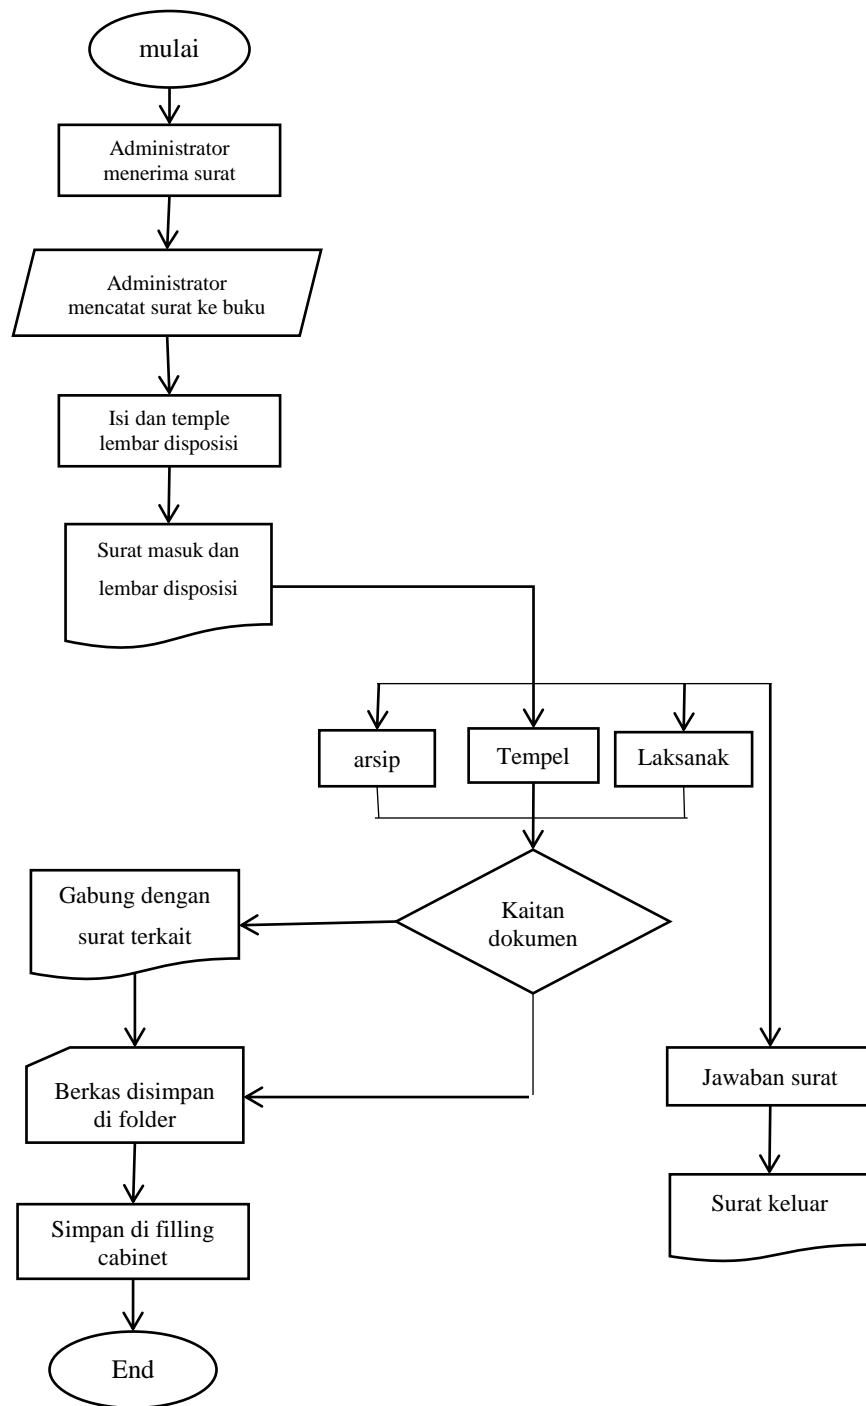 mulai
Administrator
menerima surat
Administrator
mencatat surat ke buku
Isi dan temple
lembar disposisi
Surat masuk dan
lembar disposisi
arsip
Tempel
Laksanak
Kaitan
dokumen
Gabung dengan
surat terkait
Berkas disimpan
di folder
Jawaban surat
Simpan di filling
cabinet
Surat keluar
End